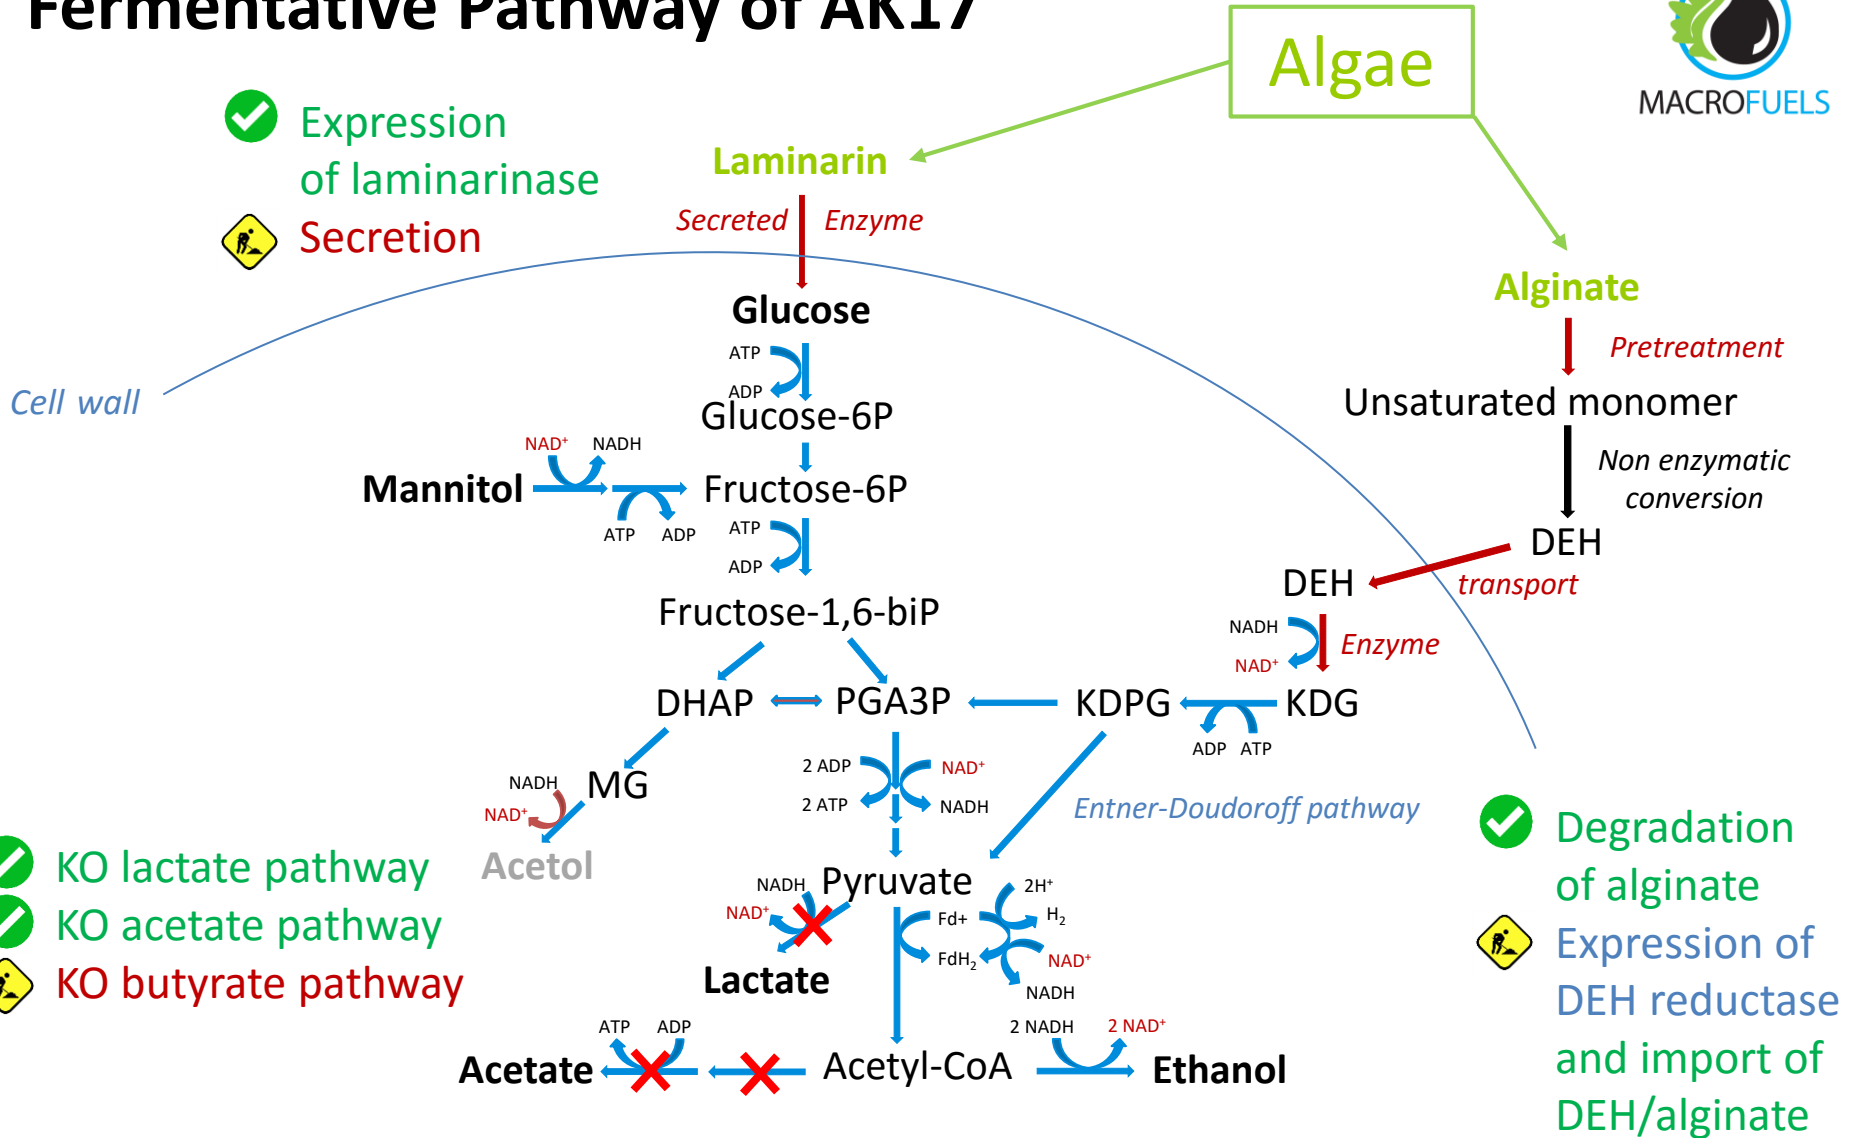 Fermentative Pathway of AK17
Algae
MACROFUELS
Expression
of laminarinase
Secretion
Laminarin
Secreted Enzyme
Cell wall
Glucose
ATP
ADP
Glucose-6P
NAD+ NADH
Mannitol
ATP ADP
Fructose-6P
ATP
ADP
Fructose-1,6-biP
Alginate
Pretreatment
Unsaturated monomer
Non enzymatic
conversion
DEH
transport
DEH
NADH
NAD+
Enzyme
DHAP PGA3P KDPG KDG
ADP ATP
MG
NADH
NAD+
Acetol
2 ADP
2 ATP
NAD+
NADH
Entner-Doudoroff pathway
Pyruvate
NADH
NAD+
Lactate
Fd+
FdH2
2H+
H2
NAD+
NADH
ATP ADP
2 NADH 2 NAD+
Acetate Acetyl-CoA Ethanol
KO lactate pathway
KO acetate pathway
KO butyrate pathway
Degradation
of alginate
Expression of
DEH reductase
and import of
DEH/alginate